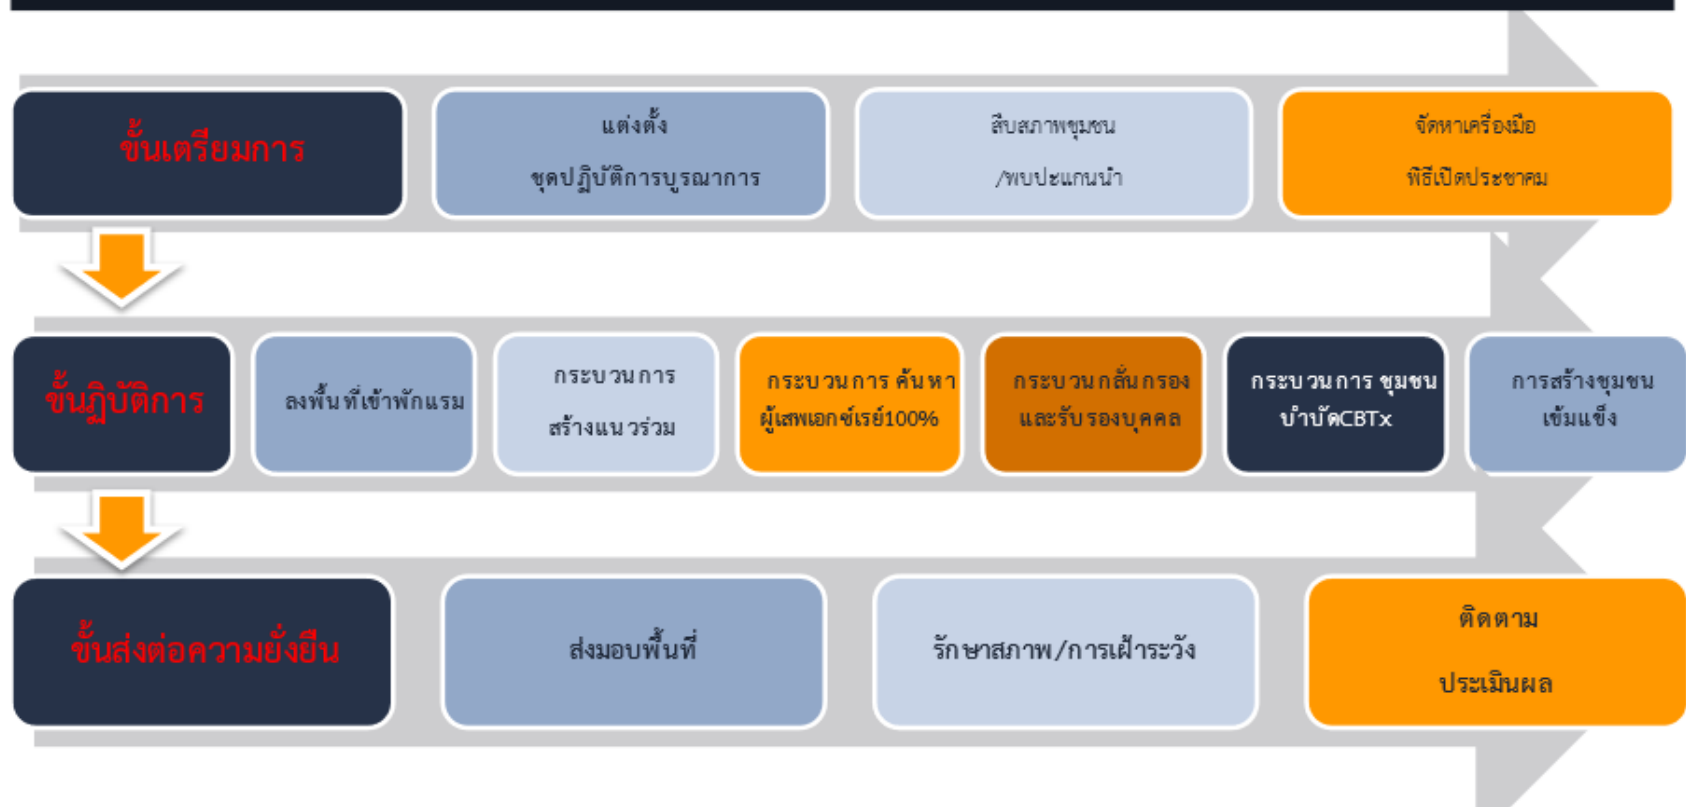 ขั้นเตรียมการ
แต่งตั้ง
ชุดปฏิบัติการบูรณาการ
สืบสภาพชุมชน
/พบปะแกนนำ
จัดหาเครื่องมือ
พิธีเปิดประชาคม
ขั้นฏิบัติการ
ลงพื้นที่เข้าพักแรม
กระบวนการ
สร้างแนวร่วม
กระบวนการ ค้นหา
ผู้เสพเอกซ์เรย์100%
กระบวนกลั่นกรอง
และรับรองบุคคล
กระบวนการ ชุมชน
บำบัดCBTx
การสร้างชุมชน
เข้มแข็ง
ขั้นส่งต่อความยั่งยืน
ส่งมอบพื้นที่
รักษาสภาพ/การเฝ้าระวัง
ติดตาม
ประเมินผล